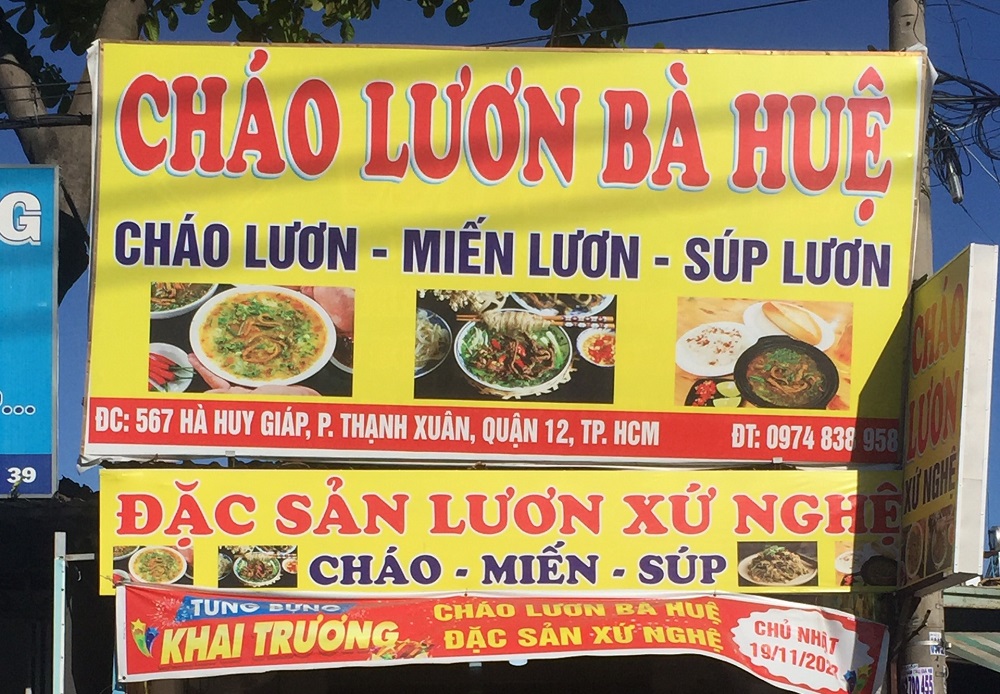 CHÁO LƯƠN BÀ HUỆ
CHÁO LƯƠN - MIẾN LƯƠN - SÚP LƯƠN
ĐC: 567 HÀ HUY GIÁP, P. THẠNH XUÂN, QUẬN 12, TP. HCM
ĐT: 0974 838 958
ĐẶC SẢN LƯƠN XỨ NGHỆ
CHÁO - MIẾN - SÚP
TƯNG BỪNG
KHAI TRƯƠNG
CHÁO LƯƠN BÀ HUỆ
ĐẶC SẢN XỨ NGHỆ
CHỦ NHẬT
CHÁO
LƯƠN
XỨ NGHỆ
G
...
39